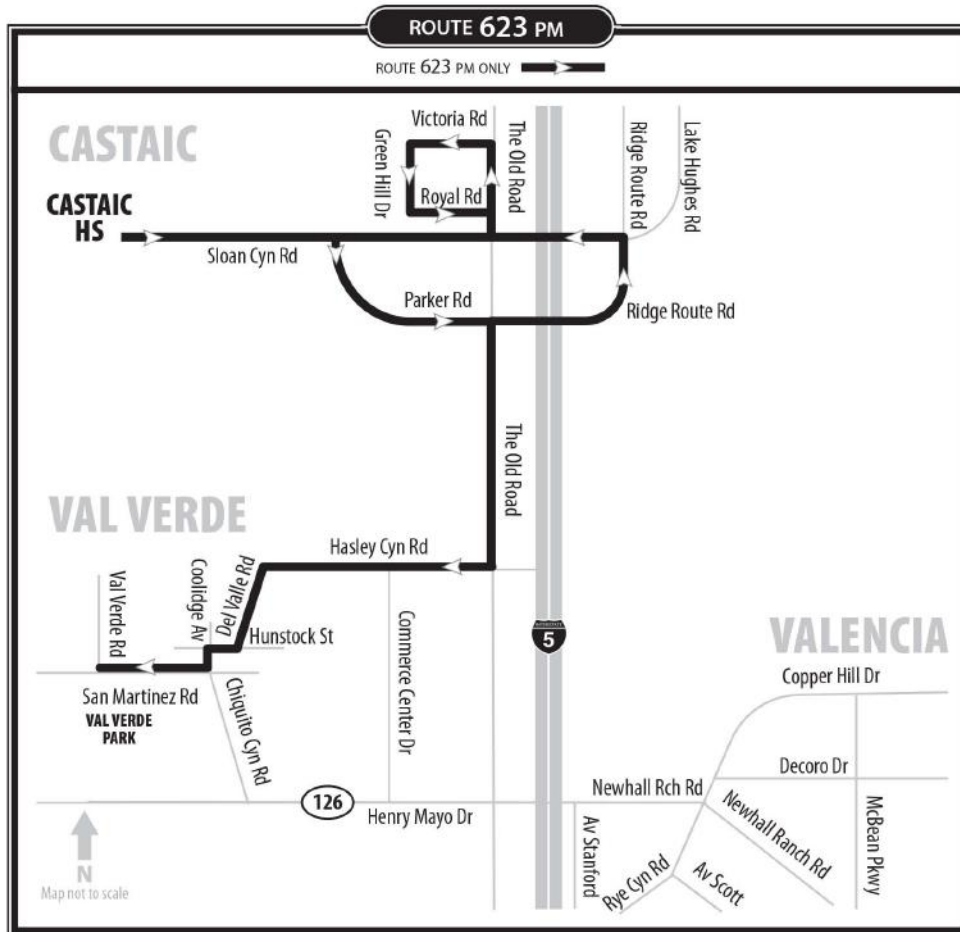 ROUTE 623 PM
ROUTE 623 PM ONLY
CASTAIC
Victoria Rd
Green Hill Dr
Royal Rd
The Old Road
Ridge Route Rd
Lake Hughes Rd
CASTAIC
HS
Sloan Cyn Rd
Parker Rd
Ridge Route Rd
The Old Road
VAL VERDE
Hasley Cyn Rd
Val Verde Rd
Coolidge Av
Del Valle Rd
Hunstock St
Commerce Center Dr
INTERSTATE
5
VALENCIA
Copper Hill Dr
San Martinez Rd
VAL VERDE
PARK
Chiquito Cyn Rd
Decoro Dr
Newhall Rch Rd
126
Henry Mayo Dr
Av Stanford
Newhall Ranch Rd
McBean Pkwy
Rye Cyn Rd
Av Scott
N
Map not to scale